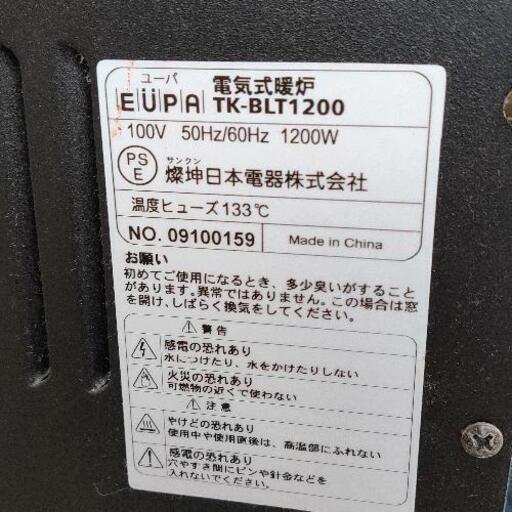 ユーパ
EUPA
電気式暖炉
TK-BLT1200
100V 50Hz/60Hz 1200W
PS
E
サンクン
燦坤日本電器株式会社
温度ヒューズ133℃
NO. 09100159
Made in China
お願い
初めてご使用になるとき、多少臭いがすること
があります。異常ではありません。この場合は窓
を開け、しばらく換気をしてください。
警告
感電の恐れあり
水につけたり、水をかけたりしない
火災の恐れあり
可燃物の近くで使わない
注意
やけどの恐れあり
使用中や使用直後は、高温部にふれない
感電の恐れあり
穴やすき間にピンや針金などを
入れないでください。